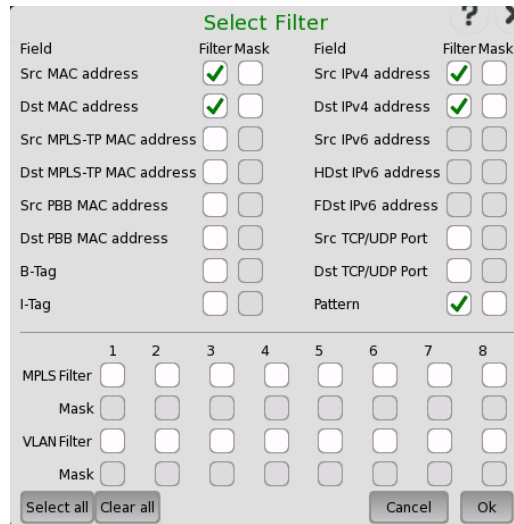 Select Filter ?
Field Filter Mask Field Filter Mask
Src MAC address Src IPv4 address
Dst MAC address Dst IPv4 address
Src MPLS-TP MAC address Src IPv6 address
Dst MPLS-TP MAC address HDst IPv6 address
Src PBB MAC address FDst IPv6 address
Dst PBB MAC address Src TCP/UDP Port
B-Tag Dst TCP/UDP Port
I-Tag Pattern
1 2 3 4 5 6 7 8
MPLS Filter
Mask
VLAN Filter
Mask
Select all Clear all Cancel Ok